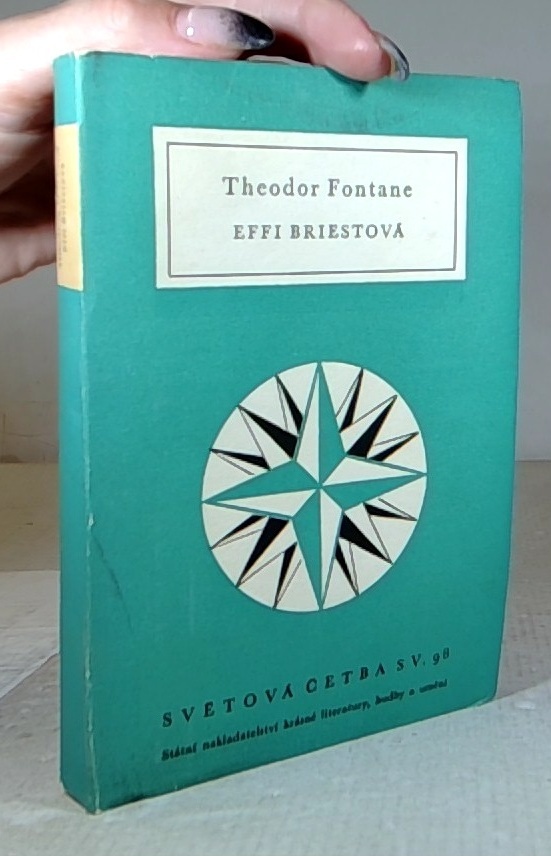 Theodor Fontane
EFFI BRIESTOVÁ
SVĚTOVÁ ČETBA SV. 98
Státní nakladatelství krásné literatury, hudby a umění